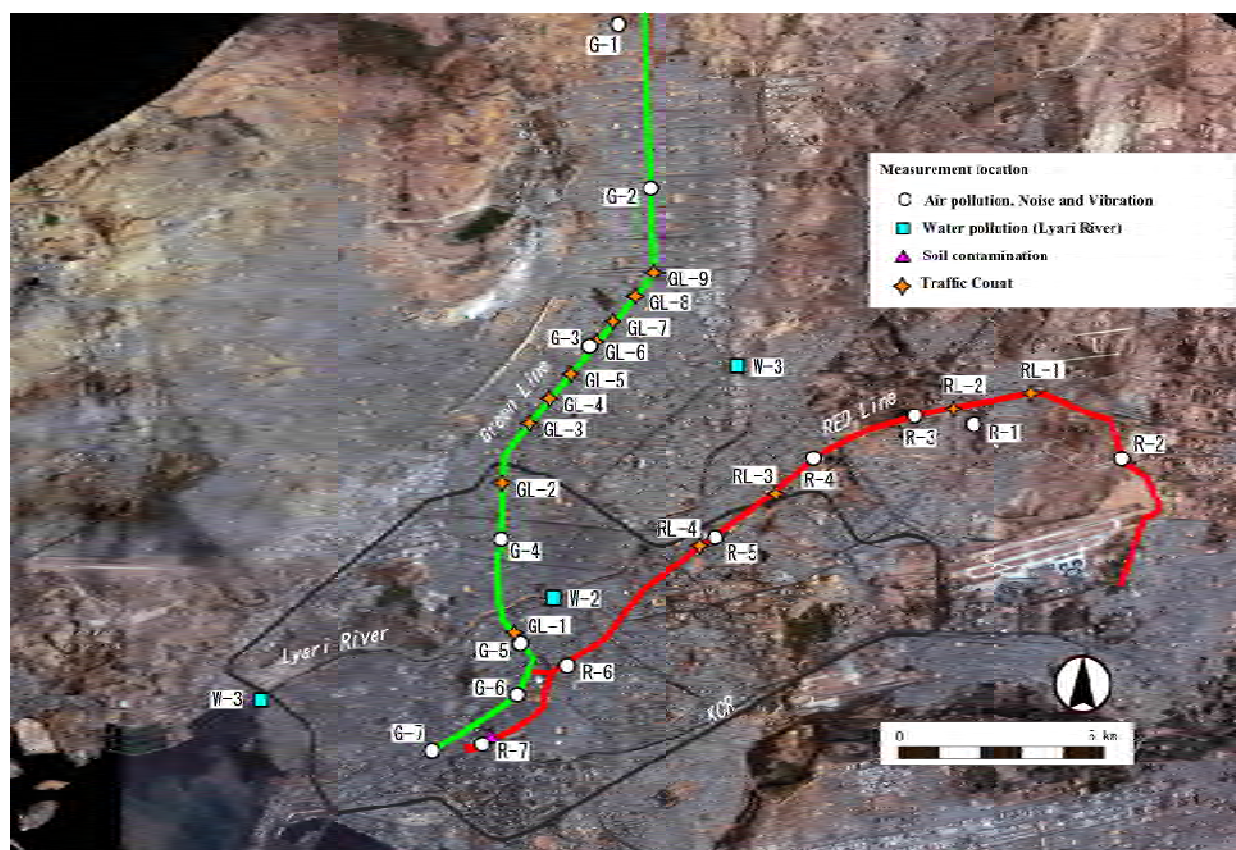 G-1
Measurement location
Air pollution, Noise and Vibration
Water pollution (Lyari River)
Soil contamination
Traffic Count
G-2
GL-9
GL-8
GL-7
G-3
GL-6
GL-5
GL-4
GL-3
Green Line
W-3
RL-1
RL-2
RED Line
R-3
R-1
R-2
R-4
RL-3
GL-2
RL-4
R-5
G-4
W-2
GL-1
G-5
Lyari River
R-6
G-6
W-3
G-7
R-7
KCR
0
5 km